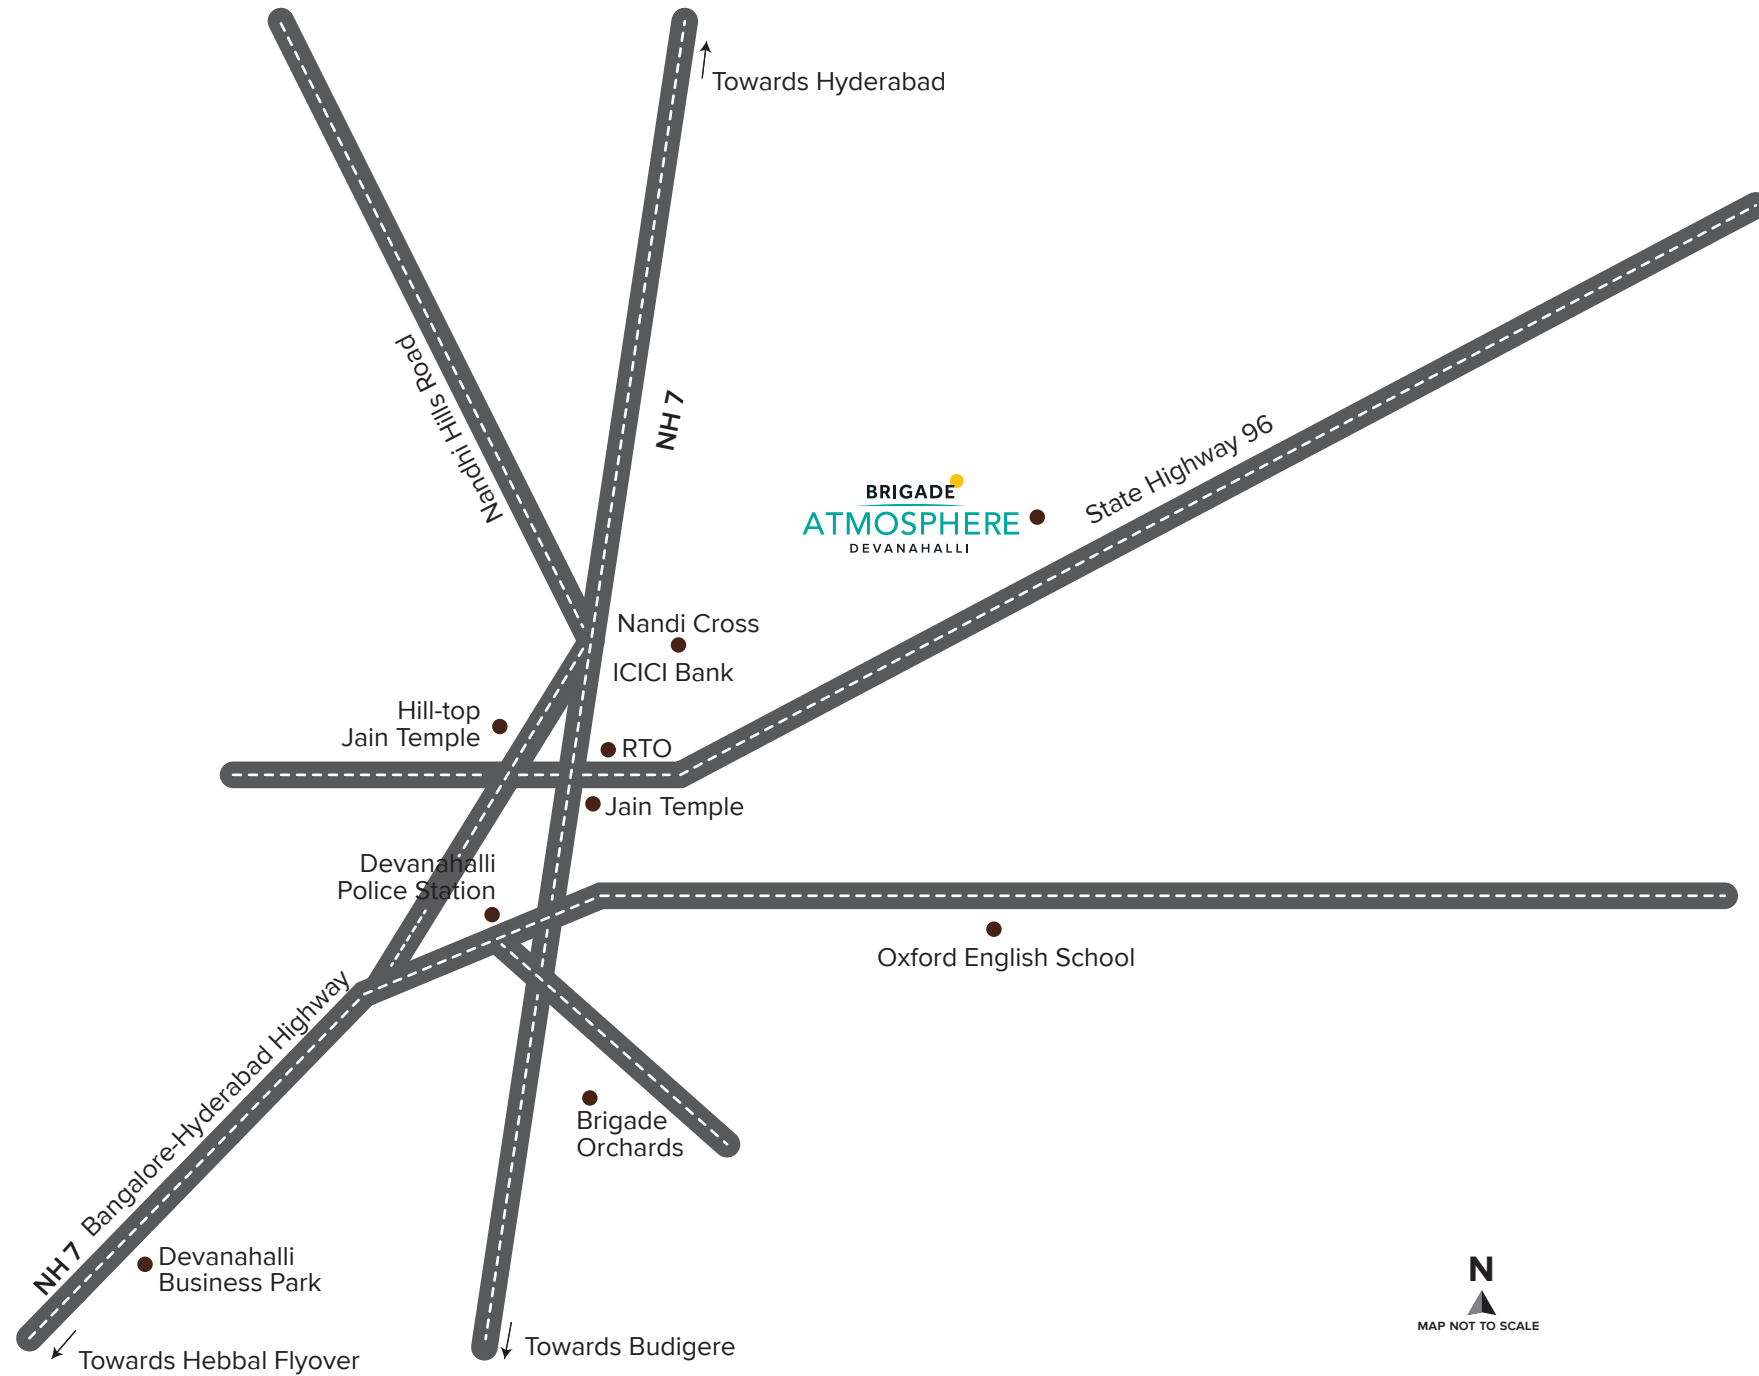 Towards Hyderabad
Nandhi Hills Road
NH 7
State Highway 96
BRIGADE
ATMOSPHERE
DEVANAHALLI
Nandi Cross
ICICI Bank
Hill-top
Jain Temple
RTO
Jain Temple
Devanahalli
Police Station
Oxford English School
NH 7 Bangalore-Hyderabad Highway
Brigade
Orchards
Devanahalli
Business Park
N
MAP NOT TO SCALE
Towards Budigere
Towards Hebbal Flyover